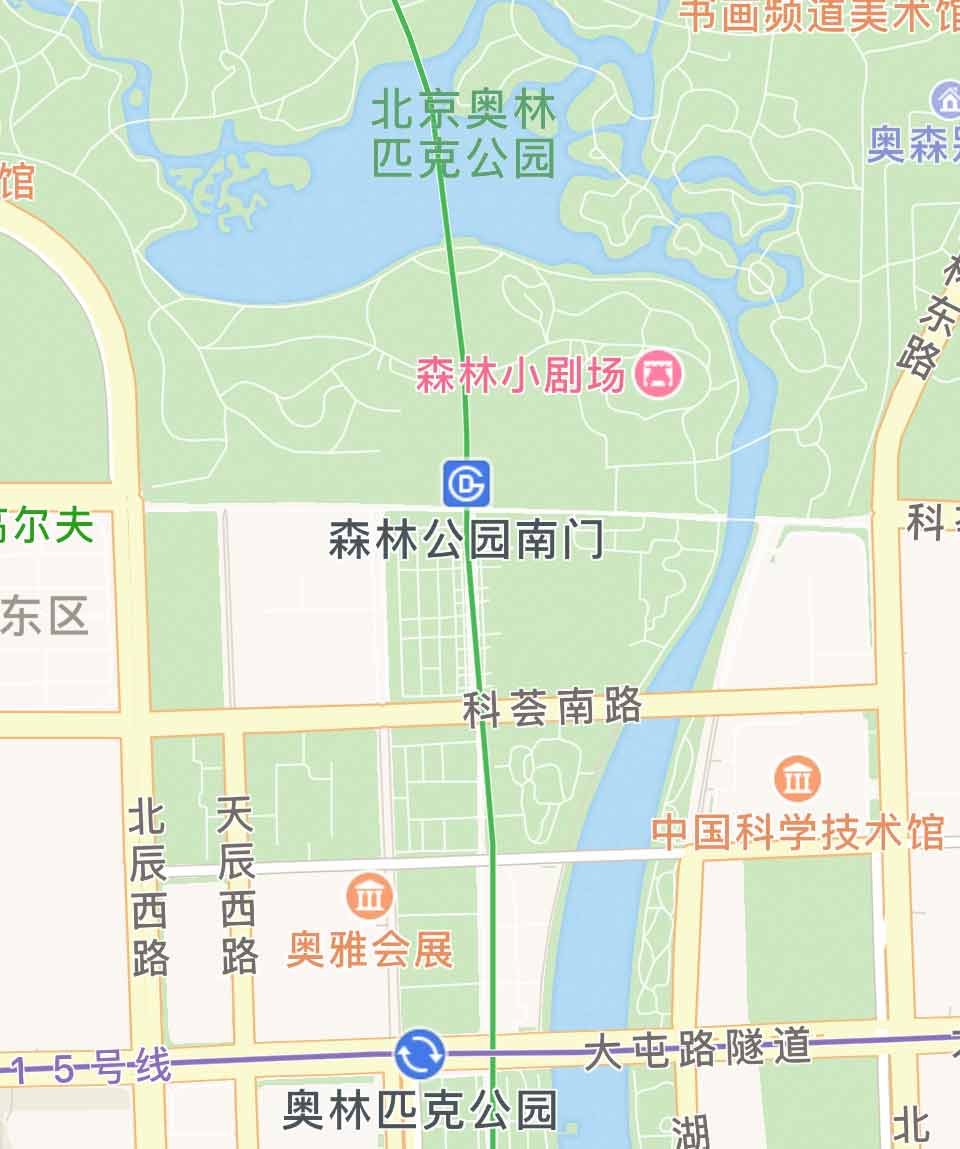 书画频道美术馆
北京奥林
匹克公园
奥森
馆
东
路
森林小剧场
尔夫
森林公园南门
科
东区
科荟南路
中国科学技术馆
北辰西路
天辰西路
奥雅会展
15号线
大屯路隧道
奥林匹克公园
湖
北